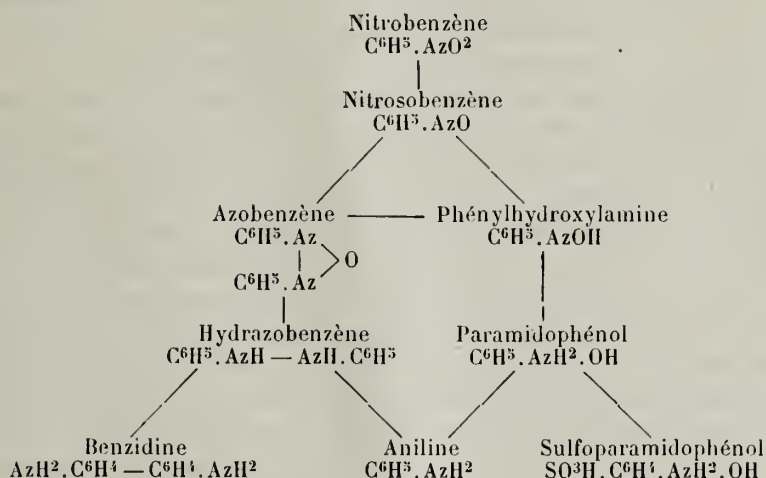 Nitrobenzène
C⁶H⁵.AzO²
Nitrosobenzène
C⁶H⁵.AzO
Azobenzène
Phénylhydroxylamine
C⁶H⁵.Az
C⁶H⁵.AzOH
O
C⁶H⁵.Az
Hydrazobenzène
Paramidophénol
C⁶H⁵.AzH — AzH.C⁶H⁵
C⁶H⁵.AzH².OH
Benzidine
Aniline
Sulfoparamidophénol
AzH².C⁶H⁴ — C⁶H⁴.AzH²
C⁶H⁵.AzH²
SO³H.C⁶H⁴.AzH².OH